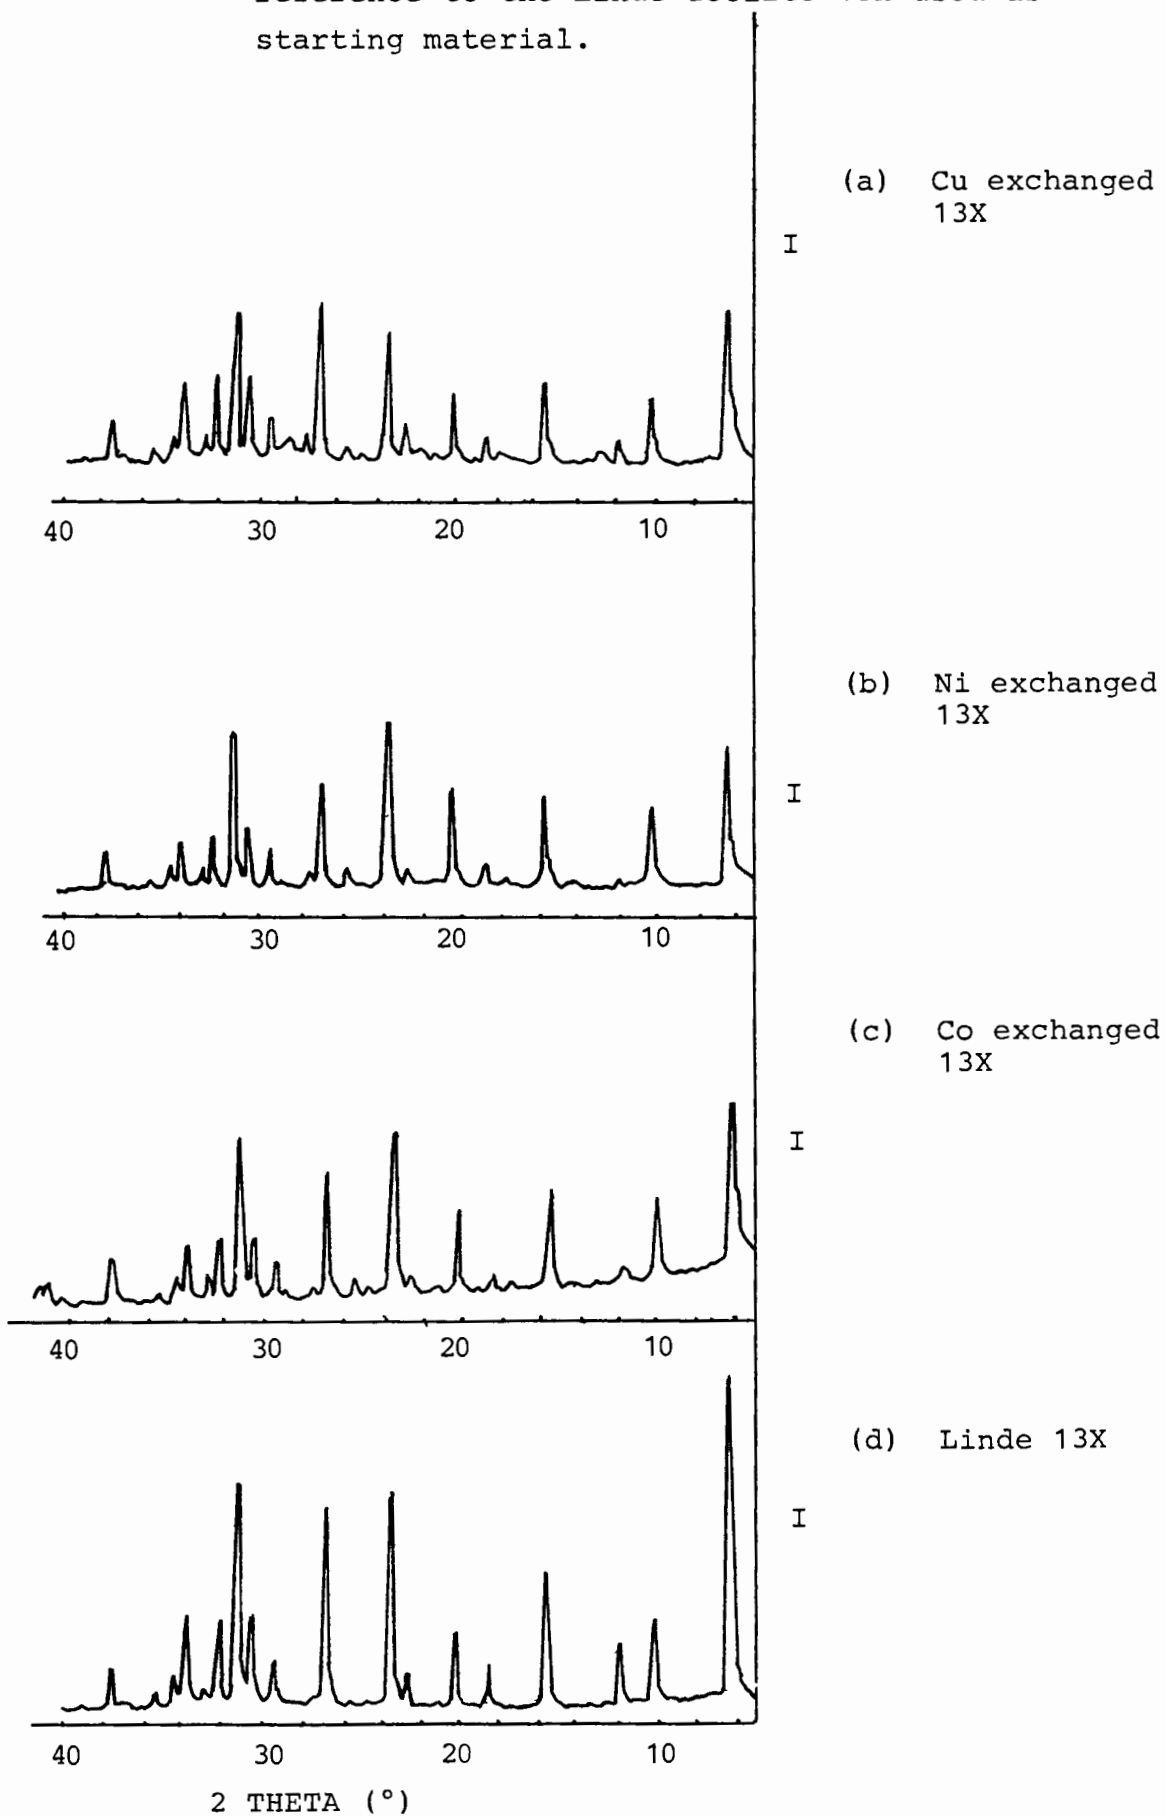 starting material.
(a) Cu exchanged
13X
I
40 30 20 10
(b) Ni exchanged
13X
I
40 30 20 10
(c) Co exchanged
13X
I
40 30 20 10
(d) Linde 13X
I
40 30 20 10
2 THETA (°)